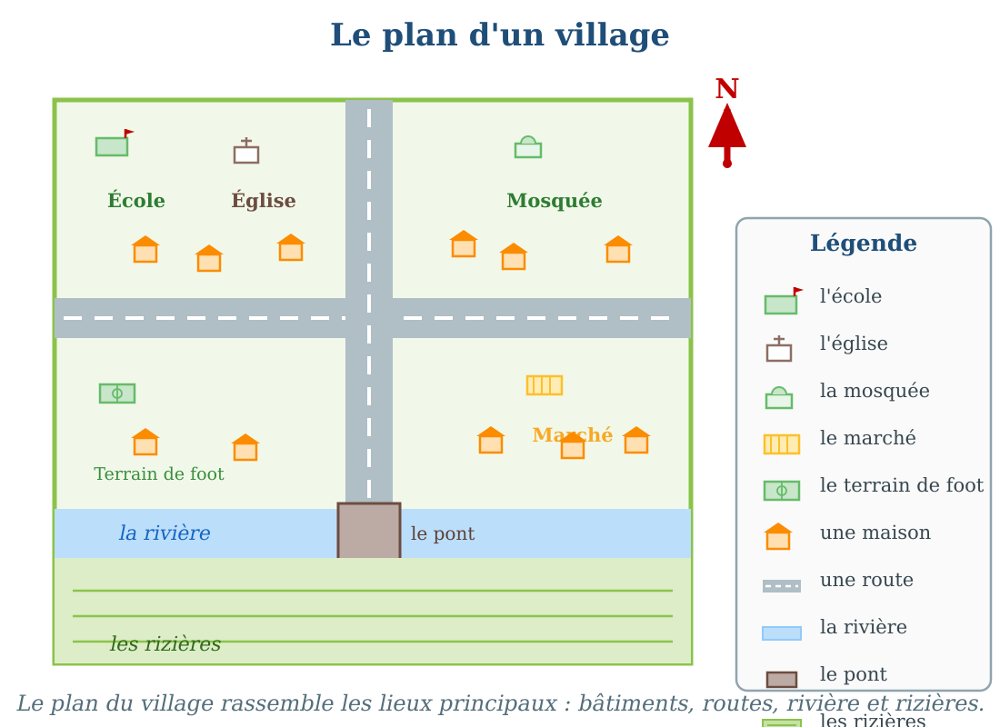 Le plan d'un village
N
École
Église
Mosquée
Marché
Terrain de foot
la rivière
le pont
les rizières
Légende
l'école
l'église
la mosquée
le marché
le terrain de foot
une maison
une route
la rivière
le pont
les rizières
Le plan du village rassemble les lieux principaux : bâtiments, routes, rivière et rizières.